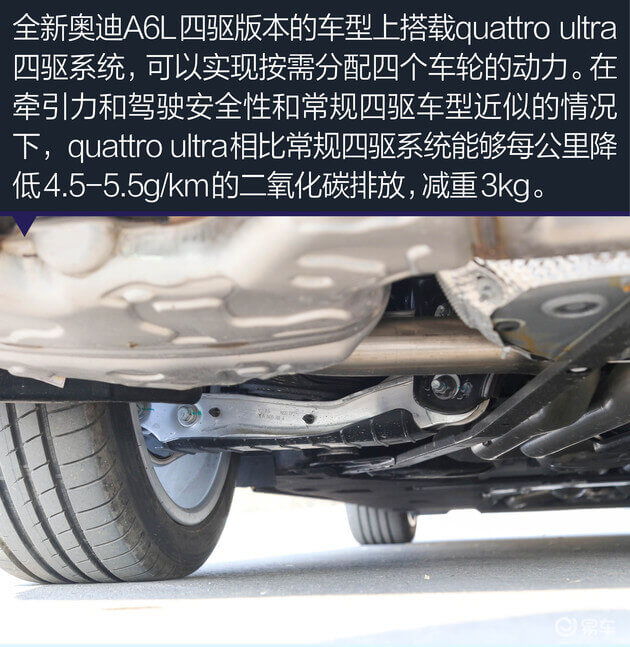 全新奥迪A6L四驱版本的车型上搭载quattro ultra
四驱系统，可以实现按需分配四个车轮的动力。在
牵引力和驾驶安全性和常规四驱车型近似的情况
下，quattro ultra相比常规四驱系统能够每公里降
低4.5-5.5g/km的二氧化碳排放，减重3kg。
易车